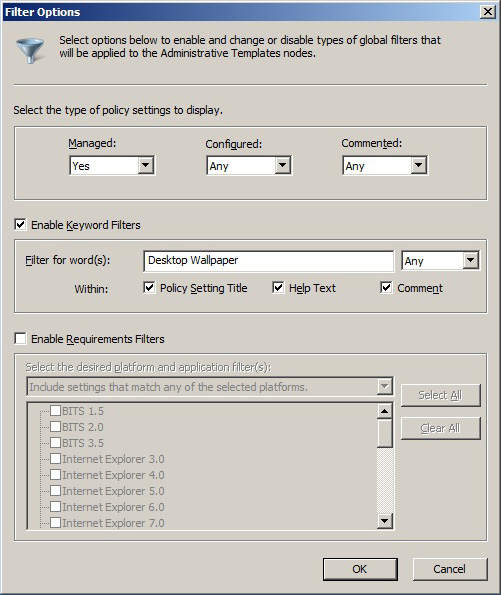 Filter Options
Select options below to enable and change or disable types of global filters that
will be applied to the Administrative Templates nodes.
Select the type of policy settings to display.
Managed: Configured: Commented:
Yes Any Any
Enable Keyword Filters
Filter for word(s): Desktop Wallpaper Any
Within: Policy Setting Title Help Text Comment
Enable Requirements Filters
Select the desired platform and application filter(s):
Include settings that match any of the selected platforms. Select All
BITS 1.5
BITS 2.0 Clear All
BITS 3.5
Internet Explorer 3.0
Internet Explorer 4.0
Internet Explorer 5.0
Internet Explorer 6.0
Internet Explorer 7.0
OK Cancel